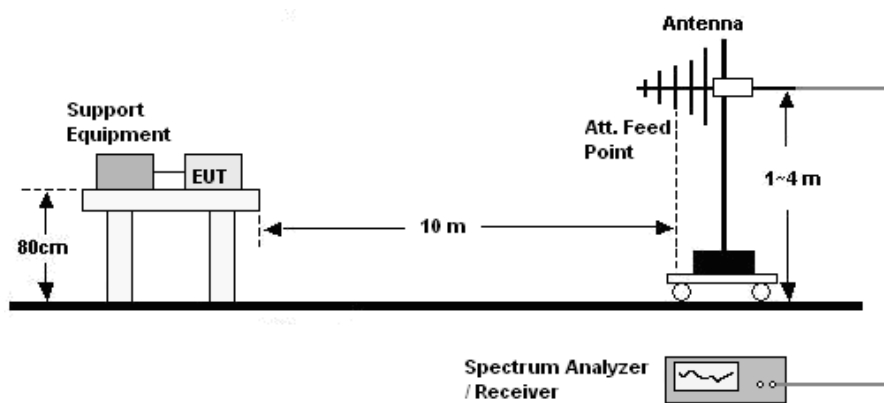 Antenna
Support
Equipment
Att. Feed
Point
EUT
1~4 m
10 m
80cm
Spectrum Analyzer
/ Receiver